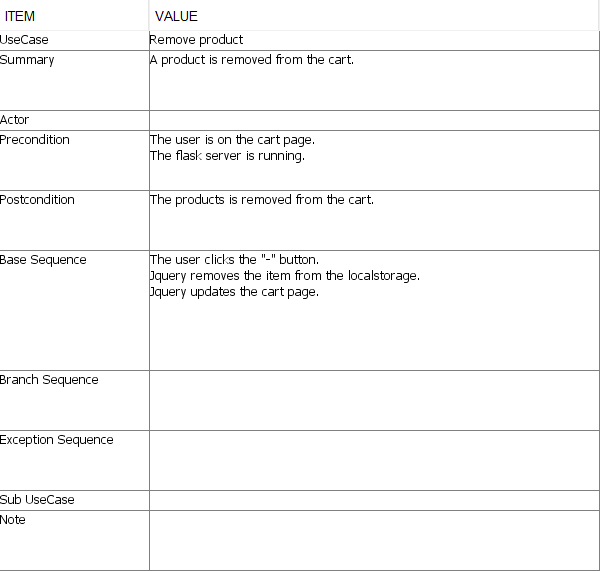 ITEM VALUE
UseCase Remove product
Summary A product is removed from the cart.
Actor
Precondition The user is on the cart page.
The flask server is running.
Postcondition The products is removed from the cart.
Base Sequence The user clicks the "-" button.
Jquery removes the item from the localstorage.
Jquery updates the cart page.
Branch Sequence
Exception Sequence
Sub UseCase
Note